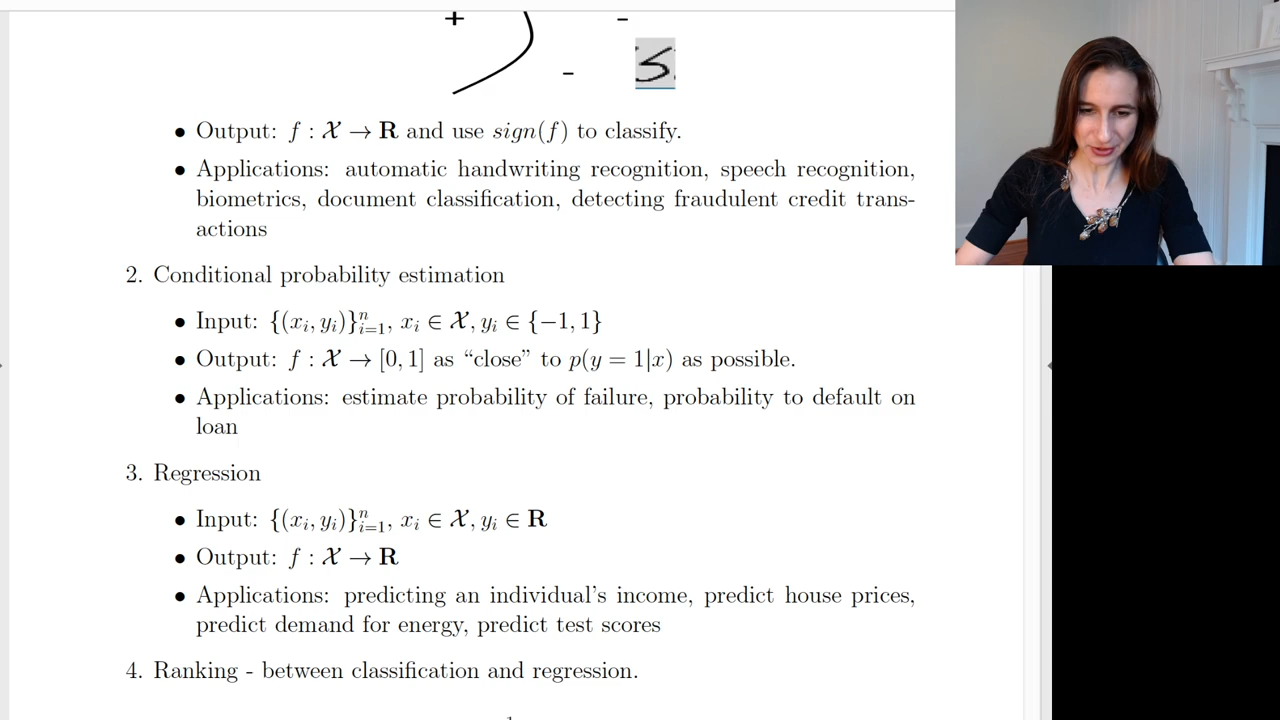 + -
- 5
• Output: f : 𝒳 → R and use sign(f) to classify.
• Applications: automatic handwriting recognition, speech recognition,
biometrics, document classification, detecting fraudulent credit trans-
actions
2. Conditional probability estimation
• Input: {(xᵢ, yᵢ)}ⁿᵢ₌₁, xᵢ ∈ 𝒳, yᵢ ∈ {−1, 1}
• Output: f : 𝒳 → [0, 1] as “close” to p(y = 1|x) as possible.
• Applications: estimate probability of failure, probability to default on
loan
3. Regression
• Input: {(xᵢ, yᵢ)}ⁿᵢ₌₁, xᵢ ∈ 𝒳, yᵢ ∈ R
• Output: f : 𝒳 → R
• Applications: predicting an individual’s income, predict house prices,
predict demand for energy, predict test scores
4. Ranking - between classification and regression.